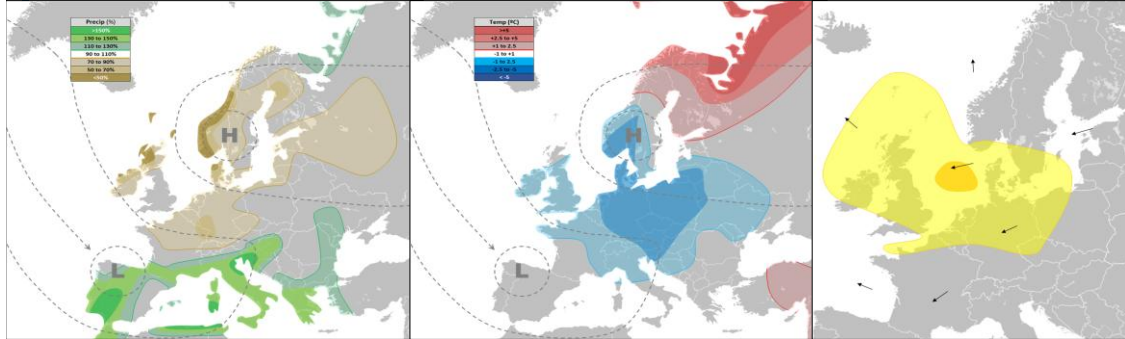 Precip (%)
>150%
130 to 150%
110 to 130%
90 to 110%
70 to 90%
50 to 70%
<50%
H
L
Temp (ºC)
>+5
+2.5 to +5
+1 to 2.5
-1 to +1
-1 to 2.5
-2.5 to -5
< -5
H
L